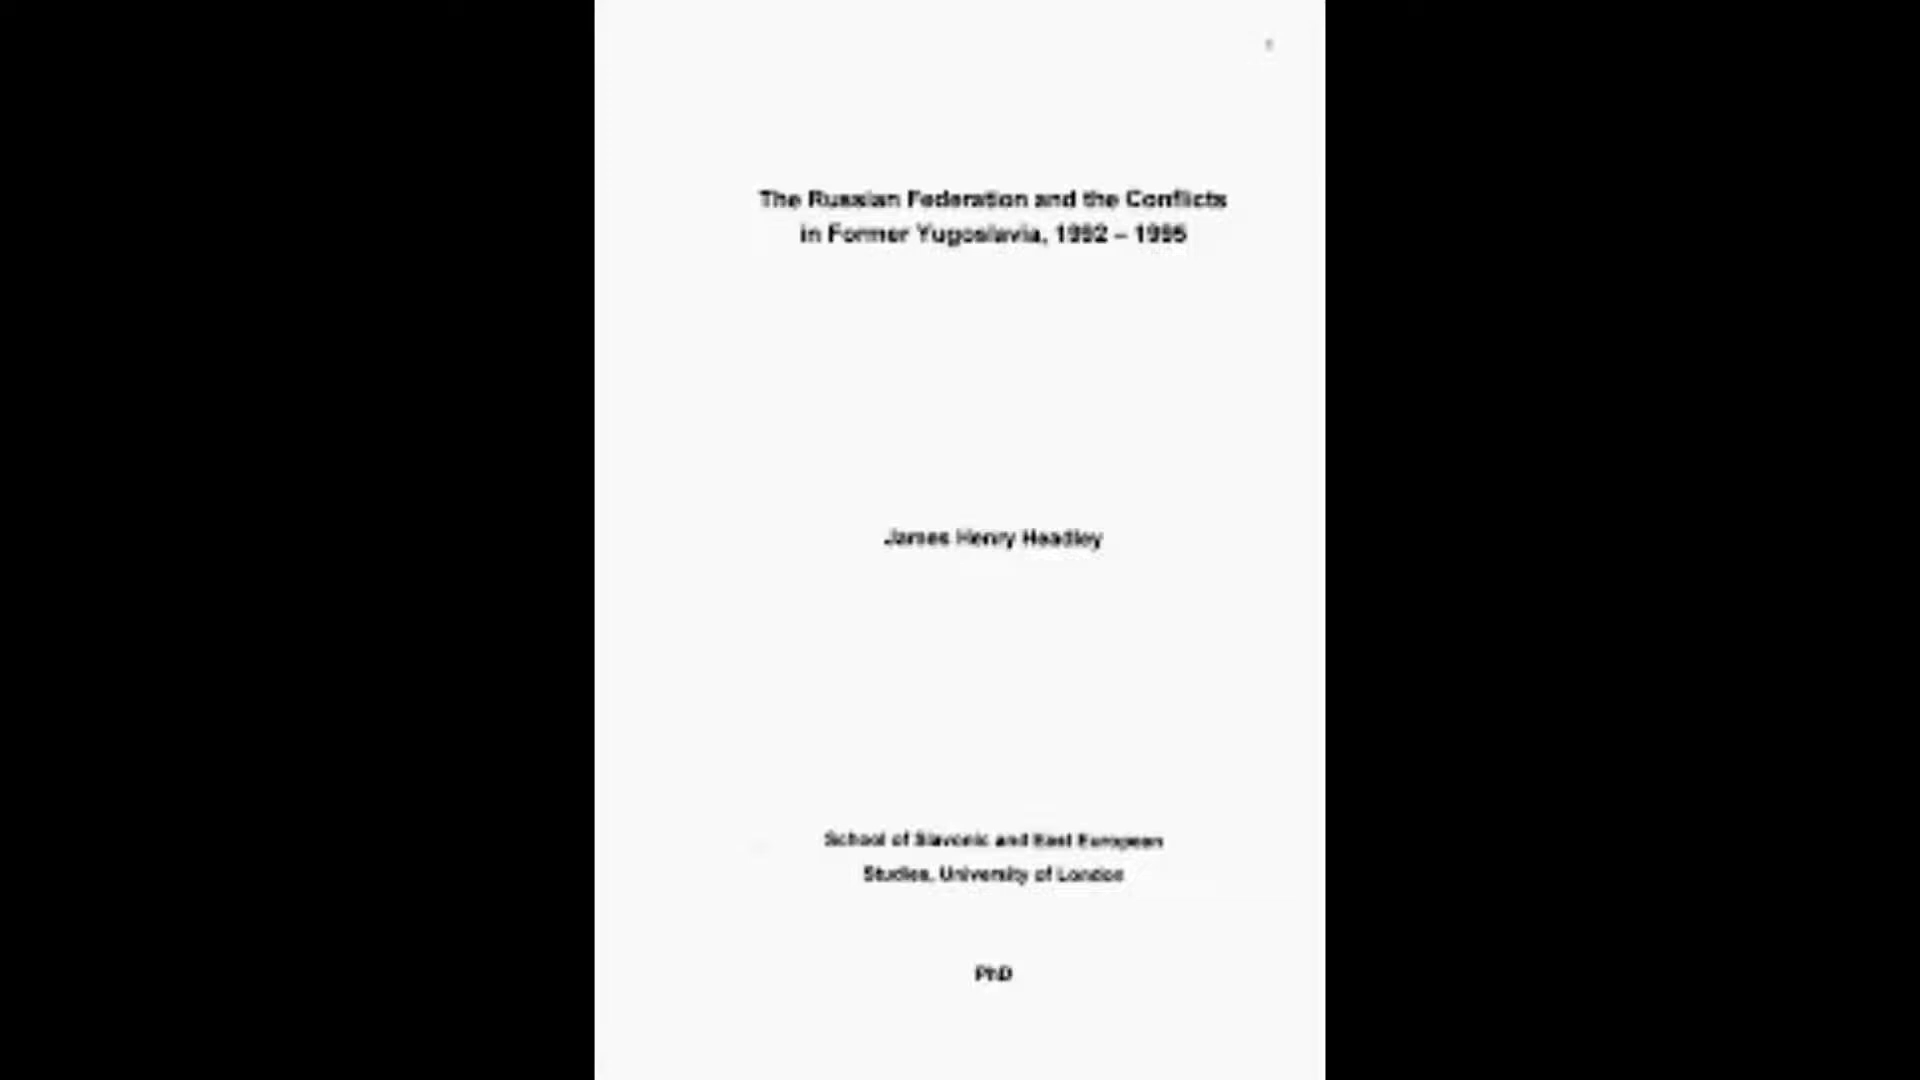 The Russian Federation and the Conflicts
in Former Yugoslavia, 1992 – 1995
James Henry Headley
School of Slavonic and East European
Studies, University of London
PhD